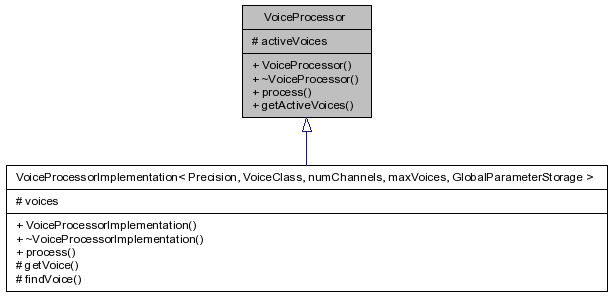 VoiceProcessor
# activeVoices
+ VoiceProcessor()
+ ~VoiceProcessor()
+ process()
+ getActiveVoices()
VoiceProcessorImplementation< Precision, VoiceClass, numChannels, maxVoices, GlobalParameterStorage >
# voices
+ VoiceProcessorImplementation()
+ ~VoiceProcessorImplementation()
+ process()
# getVoice()
# findVoice()